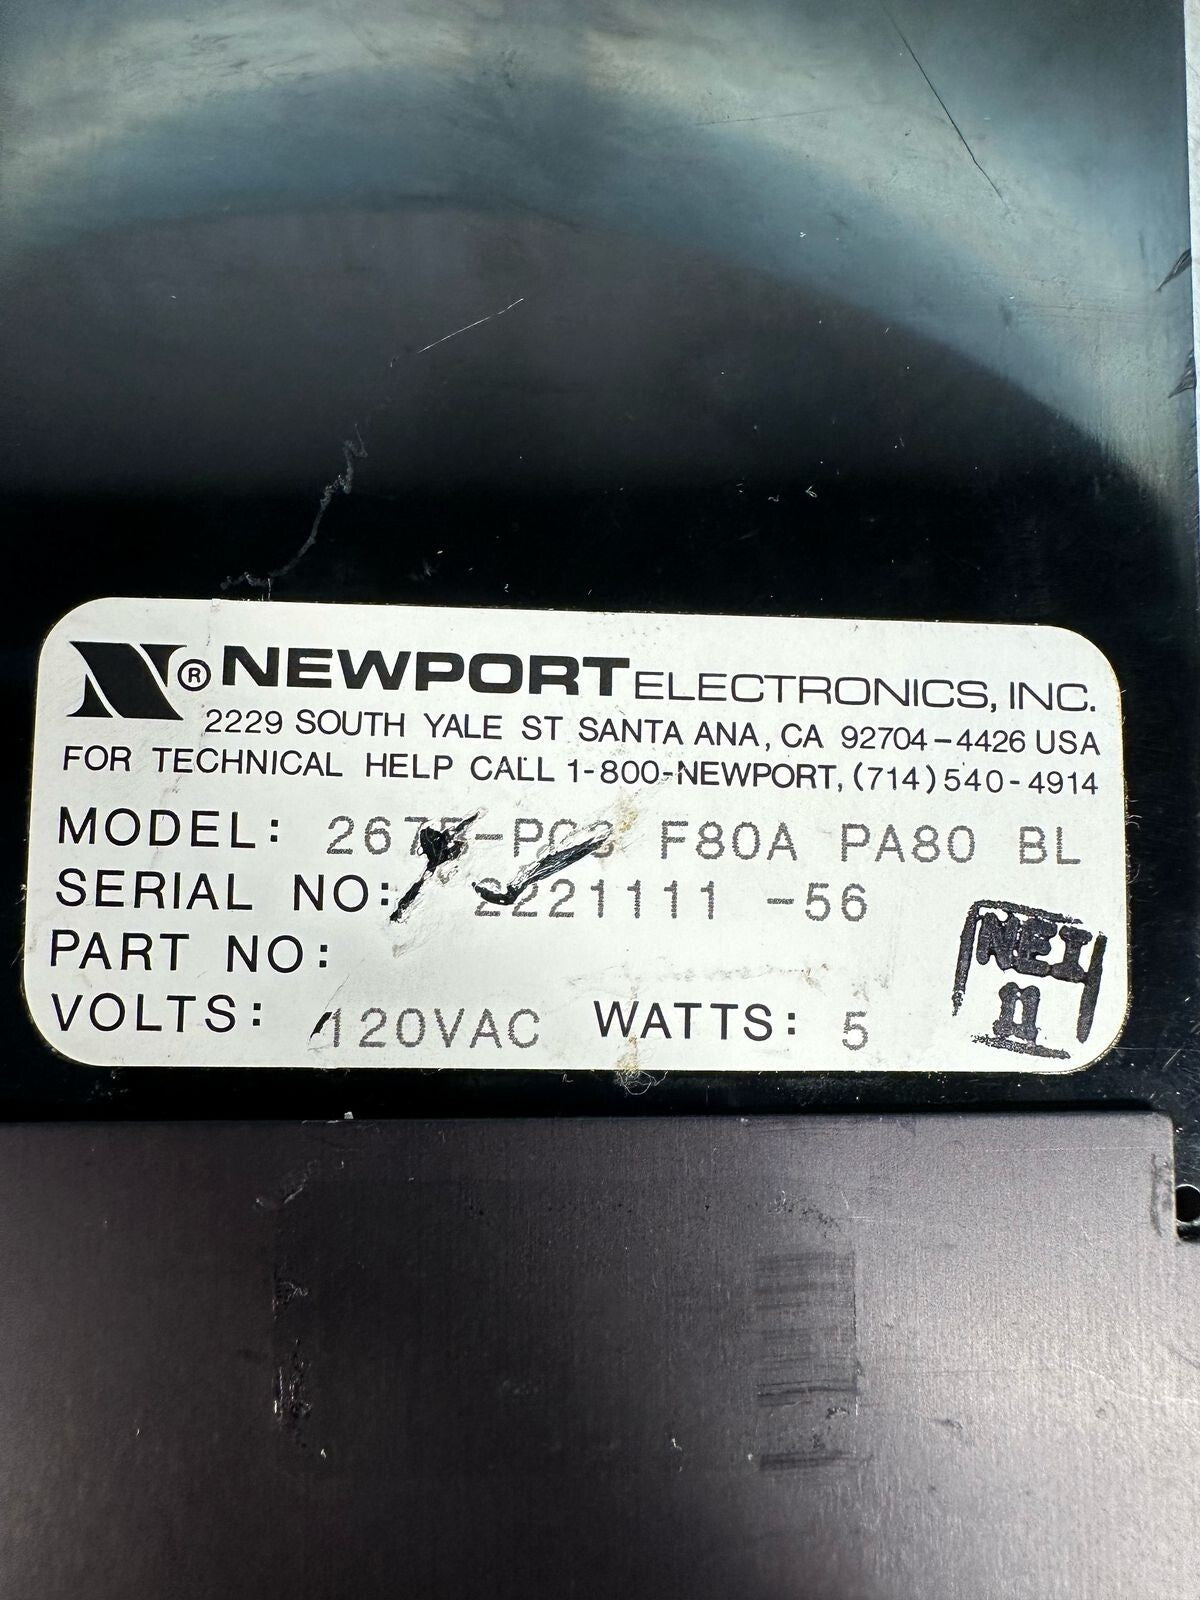 N® NEWPORT ELECTRONICS, INC.
2229 SOUTH YALE ST SANTA ANA, CA 92704-4426 USA
FOR TECHNICAL HELP CALL 1-800-NEWPORT, (714) 540-4914
MODEL: F80A PA80 BL
SERIAL NO: 2221111 -56
PART NO:
VOLTS: 120VAC WATTS: 5
NEI
11